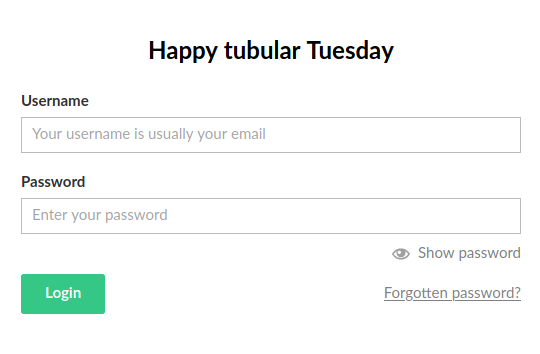 Happy tubular Tuesday
Username
Your username is usually your email
Password
Enter your password
Show password
Login
Forgotten password?